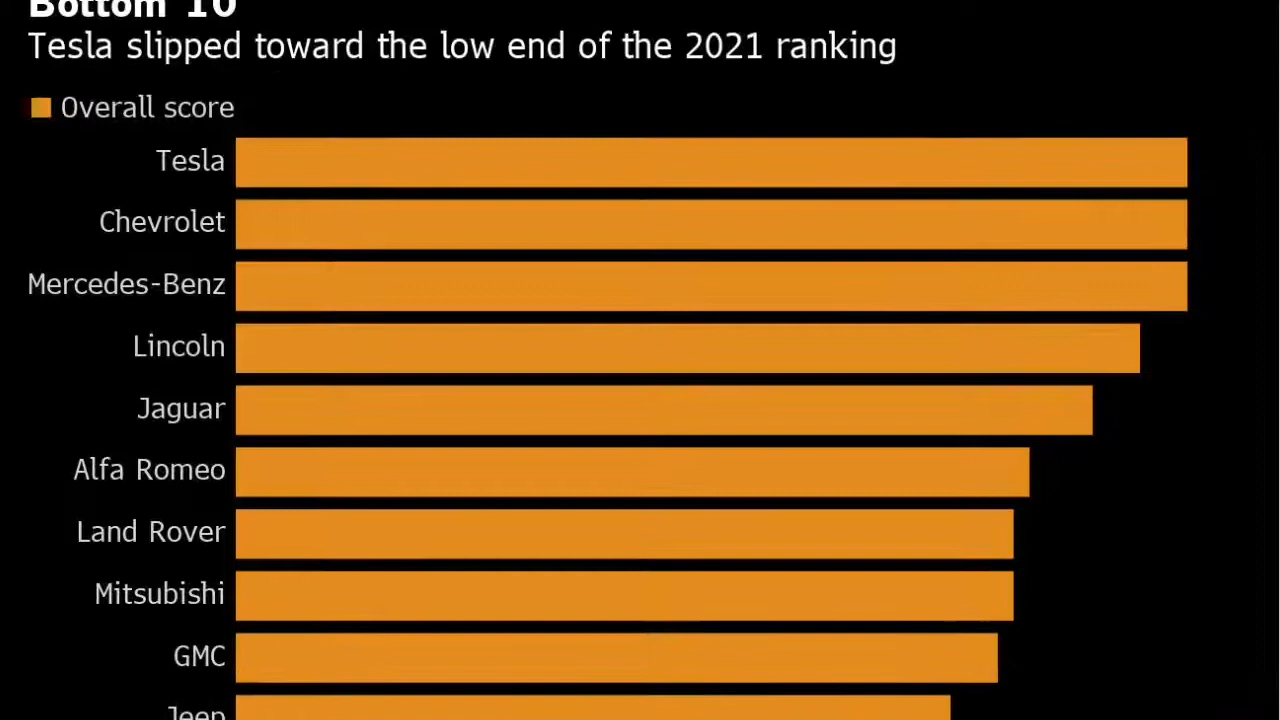 Bottom 10
Tesla slipped toward the low end of the 2021 ranking
Overall score
Tesla
Chevrolet
Mercedes-Benz
Lincoln
Jaguar
Alfa Romeo
Land Rover
Mitsubishi
GMC
Jeep